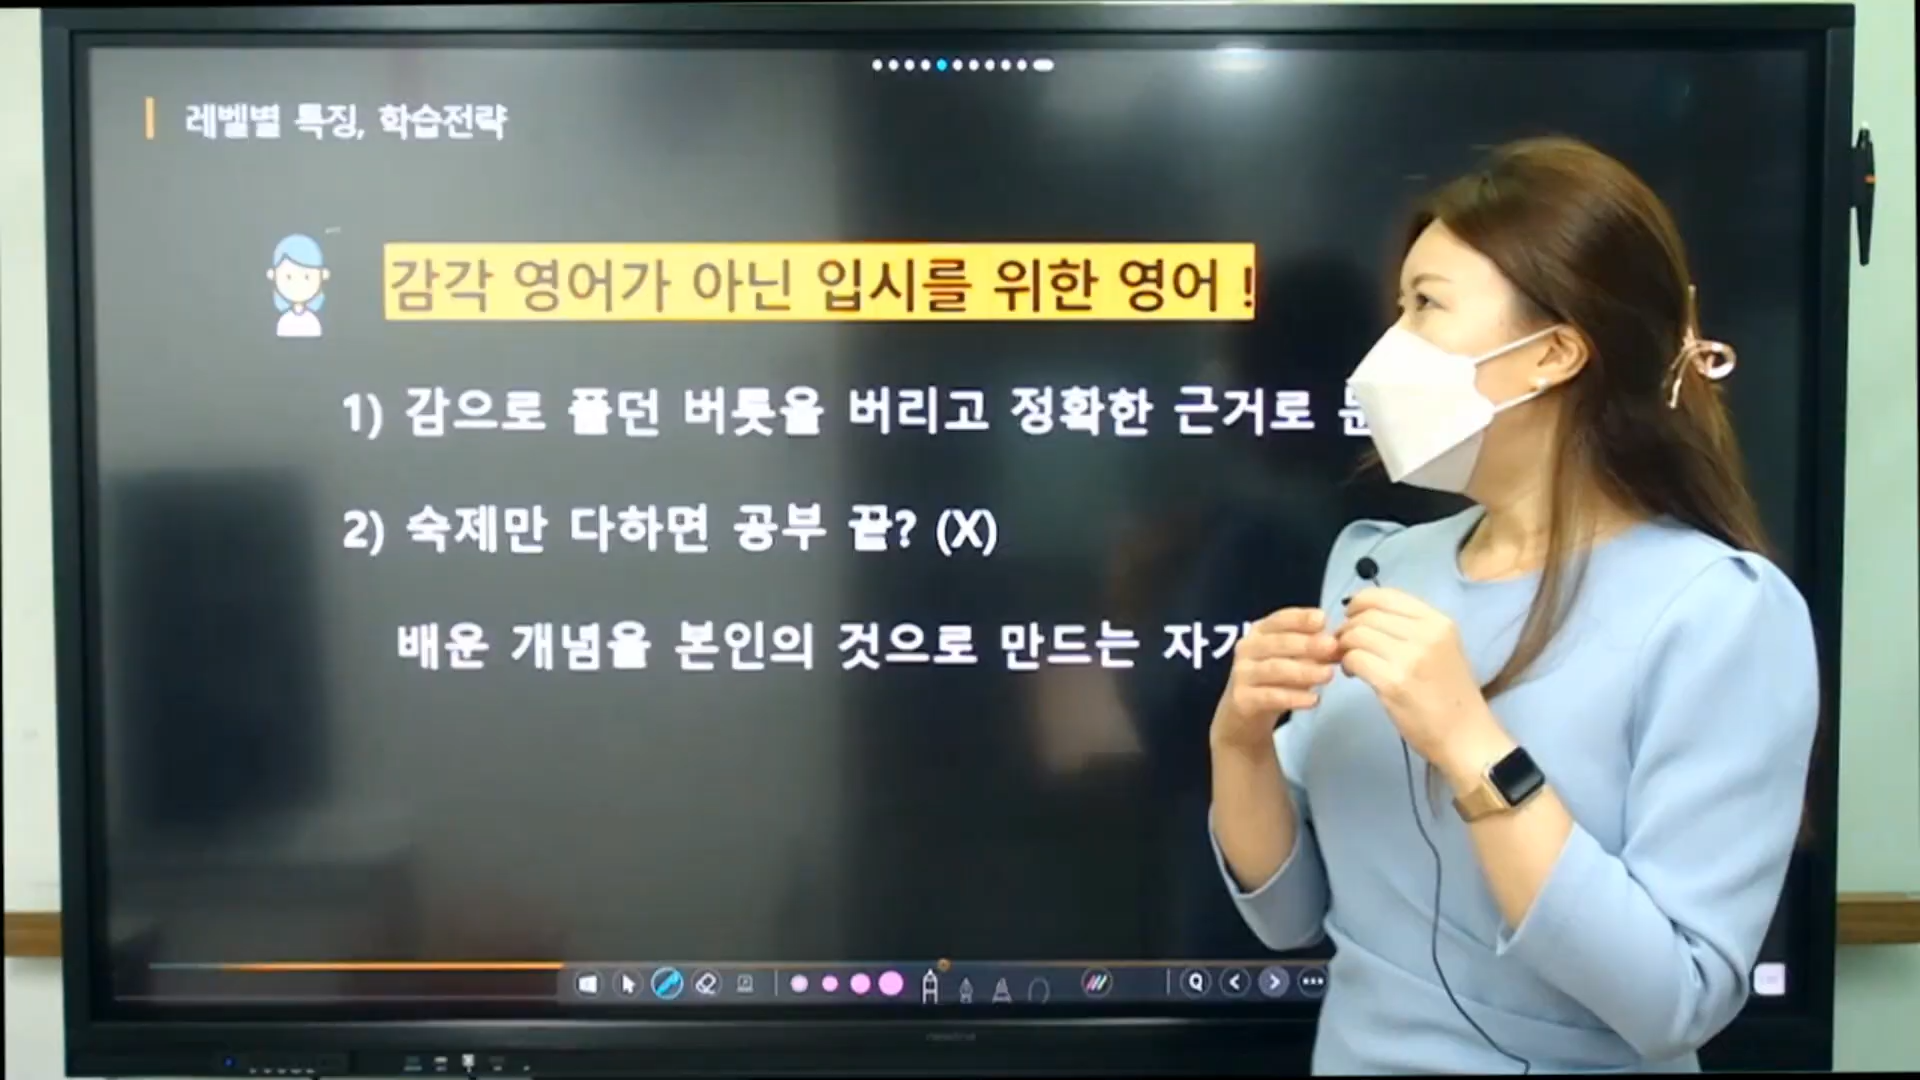 레벨별 특징, 학습전략
감각 영어가 아닌 입시를 위한 영어 !
1) 감으로 풀던 버릇을 버리고 정확한 근거로
2) 숙제만 다하면 공부 끝? (X)
배운 개념을 본인의 것으로 만드는